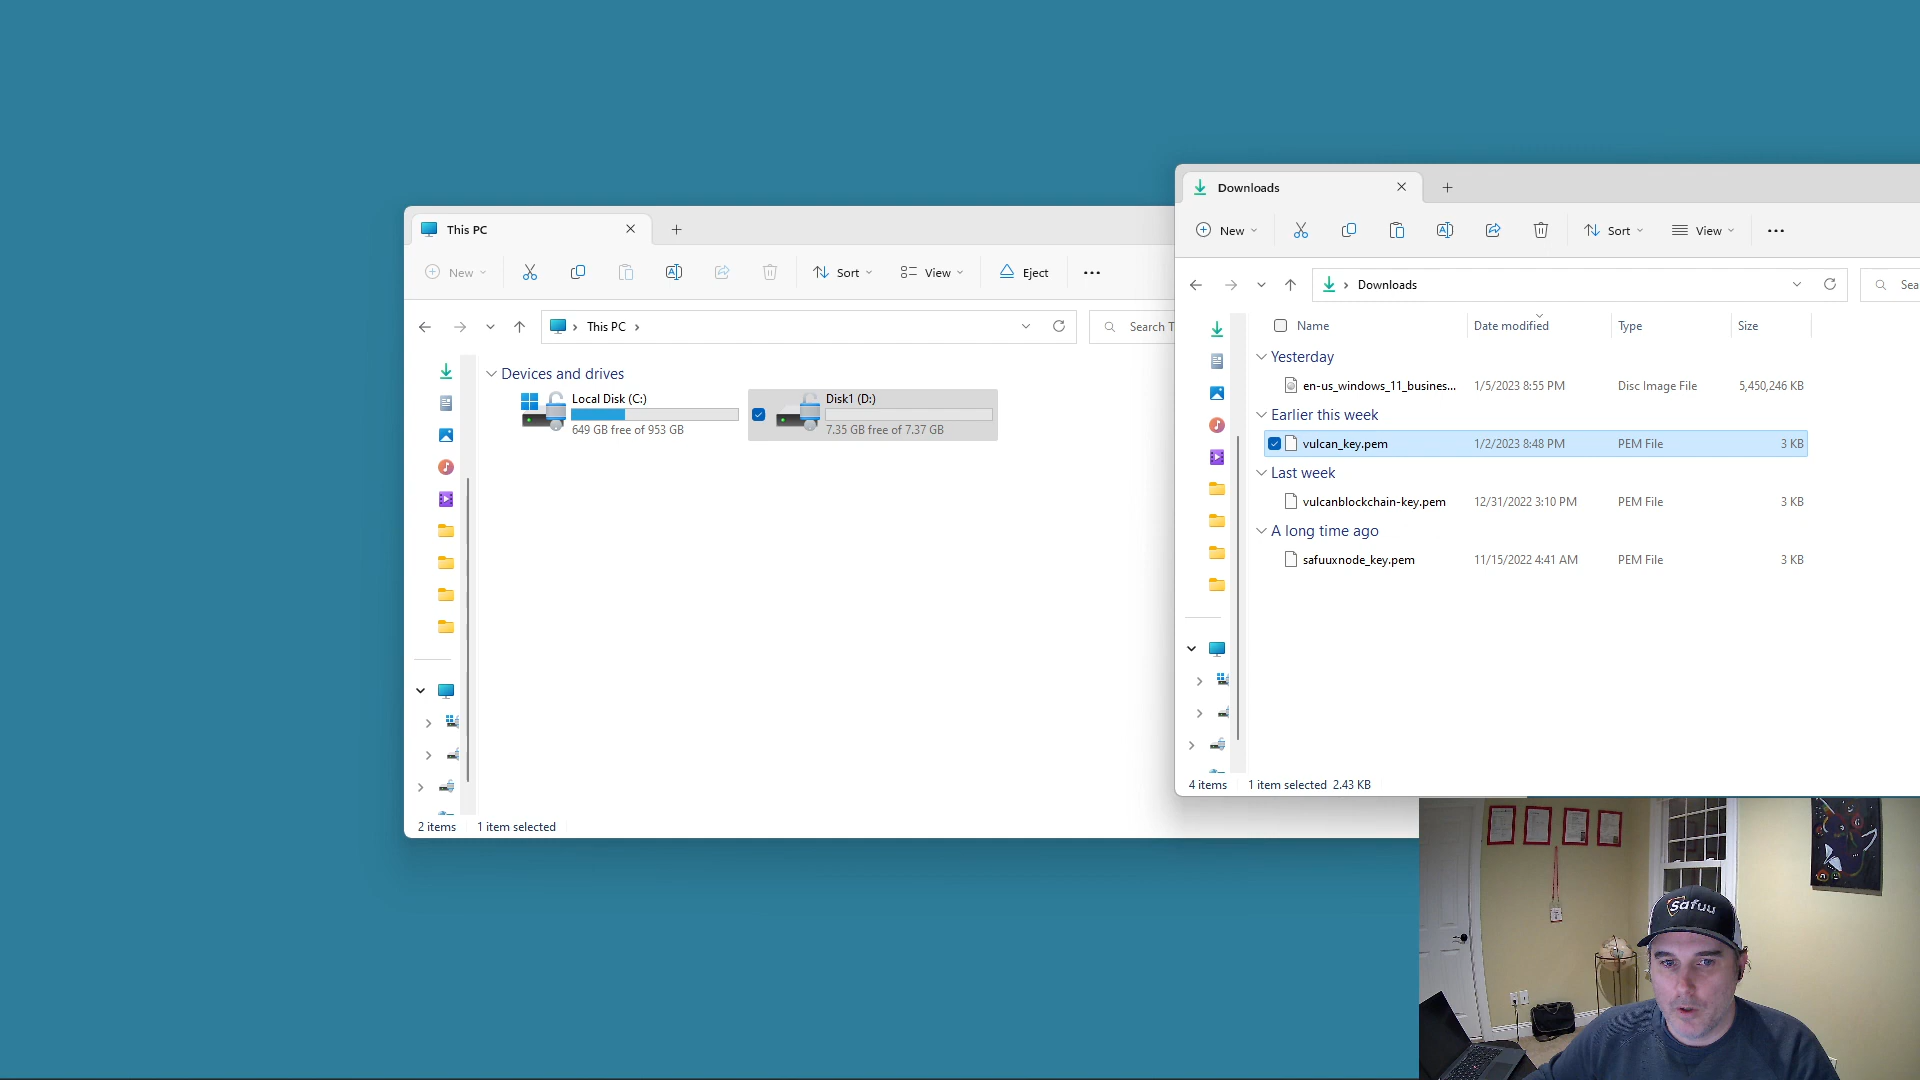 This PC
New
Sort
View
Eject
This PC
Search T
Devices and drives
Local Disk (C:)
649 GB free of 953 GB
Disk1 (D:)
7.35 GB free of 7.37 GB
2 items
1 item selected
Downloads
New
Sort
View
Downloads
Sea
Name
Date modified
Type
Size
Yesterday
en-us_windows_11_busines... 1/5/2023 8:55 PM Disc Image File 5,450,246 KB
Earlier this week
vulcan_key.pem 1/2/2023 8:48 PM PEM File 3 KB
Last week
vulcanblockchain-key.pem 12/31/2022 3:10 PM PEM File 3 KB
A long time ago
safuuxnode_key.pem 11/15/2022 4:41 AM PEM File 3 KB
4 items
1 item selected 2.43 KB
Safuu